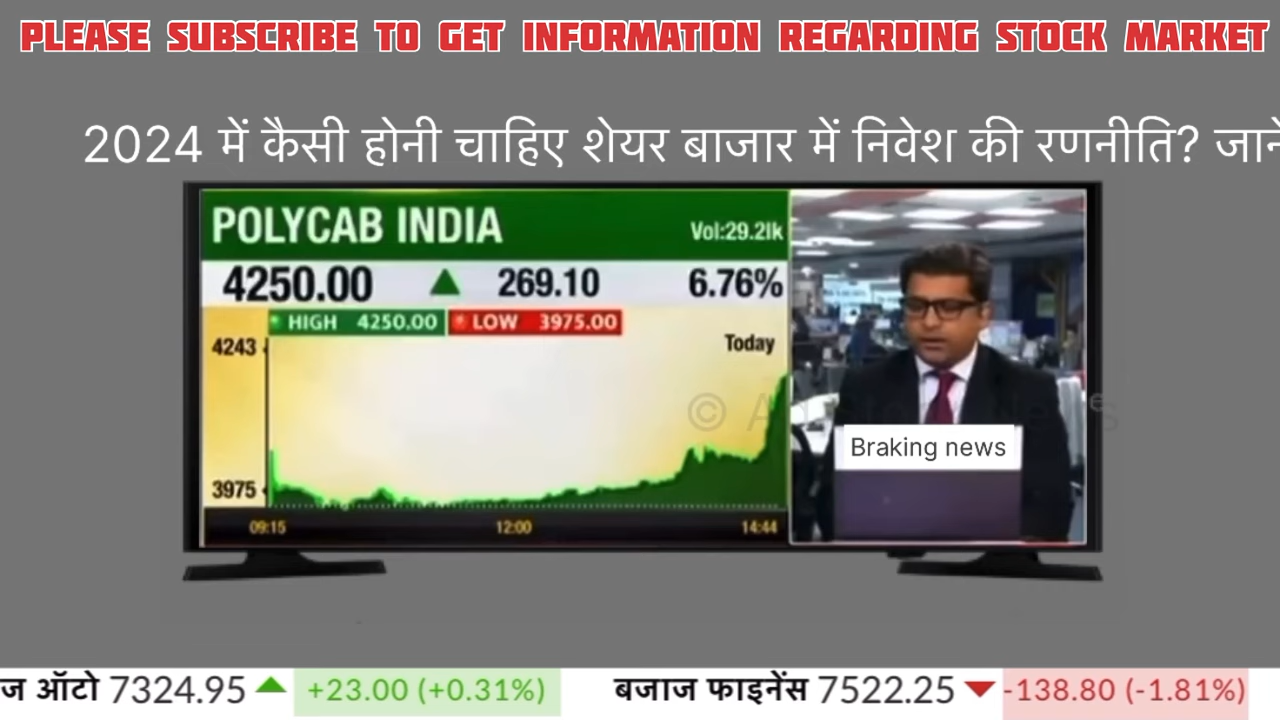 PLEASE SUBSCRIBE TO GET INFORMATION REGARDING STOCK MARKET
2024 में कैसी होनी चाहिए शेयर बाजार में निवेश की रणनीति?
POLYCAB INDIA Vol:29.2lk
4250.00 ▲ 269.10 6.76%
HIGH 4250.00 LOW 3975.00
4243 Today
Braking news
3975
09:15 12:00 14:44
ऑटो 7324.95 ▲ +23.00 (+0.31%) बजाज फाइनेंस 7522.25 ▼ -138.80 (-1.81%)